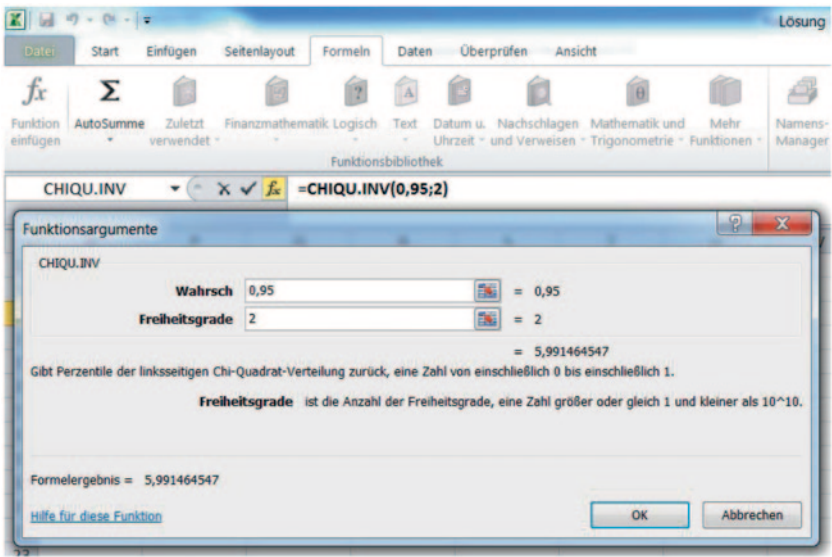 Lösung
Datei Start Einfügen Seitenlayout Formeln Daten Überprüfen Ansicht
fx Σ ? A θ
Funktion einfügen
AutoSumme
Zuletzt verwendet
Finanzmathematik
Logisch
Text
Datum u. Uhrzeit
Nachschlagen und Verweisen
Mathematik und Trigonometrie
Mehr Funktionen
Namens-Manager
Funktionsbibliothek
CHIQU.INV fx =CHIQU.INV(0,95;2)
Funktionsargumente
CHIQU.INV
Wahrsch 0,95 = 0,95
Freiheitsgrade 2 = 2
= 5,991464547
Gibt Perzentile der linksseitigen Chi-Quadrat-Verteilung zurück, eine Zahl von einschließlich 0 bis einschließlich 1.
Freiheitsgrade ist die Anzahl der Freiheitsgrade, eine Zahl größer oder gleich 1 und kleiner als 10^10.
Formelergebnis = 5,991464547
Hilfe für diese Funktion OK Abbrechen